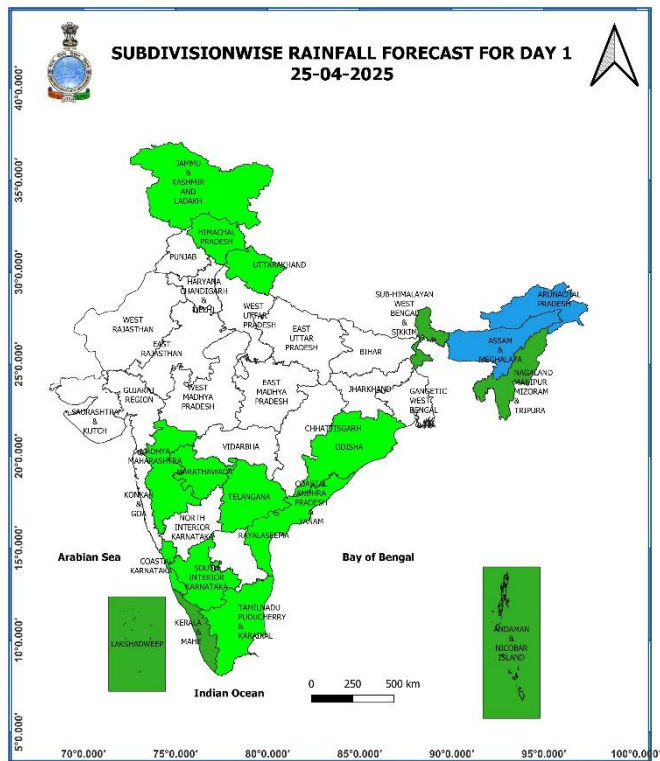 SUBDIVISIONWISE RAINFALL FORECAST FOR DAY 1
25-04-2025
40°0.000'
35°0.000'
JAMMU
&
KASHMIR
AND
LADAKH
HIMACHAL
PRADESH
PUNJAB
UTTARAKHAND
30°0.000'
HARYANA
CHANDIGARH
&
DELHI
WEST
UTTAR
PRADESH
SUB-HIMALAYAN
WEST
BENGAL
&
SIKKIM
ARUNACHAL
PRADESH
WEST
RAJASTHAN
EAST
RAJASTHAN
EAST
UTTAR
PRADESH
BIHAR
ASSAM
&
MEGHALAYA
25°0.000'
NAGALAND
MANIPUR
MIZORAM
&
TRIPURA
GUJARAT
REGION
WEST
MADHYA
PRADESH
EAST
MADHYA
PRADESH
JHARKHAND
GANGETIC
WEST
BENGAL
SAURASHTRA
&
KUTCH
CHHATTISGARH
VIDARBHA
ODISHA
20°0.000'
MADHYA
MAHARASHTRA
MARATHAWADA
TELANGANA
COASTAL
ANDHRA
PRADESH
&
YANAM
KONKAN
&
GOA
NORTH
INTERIOR
KARNATAKA
RAYALASEEMA
15°0.000'
Arabian Sea
Bay of Bengal
COASTAL
KARNATAKA
SOUTH
INTERIOR
KARNATAKA
TAMILNADU
PUDUCHERRY
&
KARAIKAL
KERALA
&
MAHE
LAKSHADWEEP
ANDAMAN
&
NICOBAR
ISLAND
10°0.000'
Indian Ocean
0 250 500 km
5°0.000'
70°0.000' 75°0.000' 80°0.000' 85°0.000' 90°0.000' 95°0.000' 100°0.000'